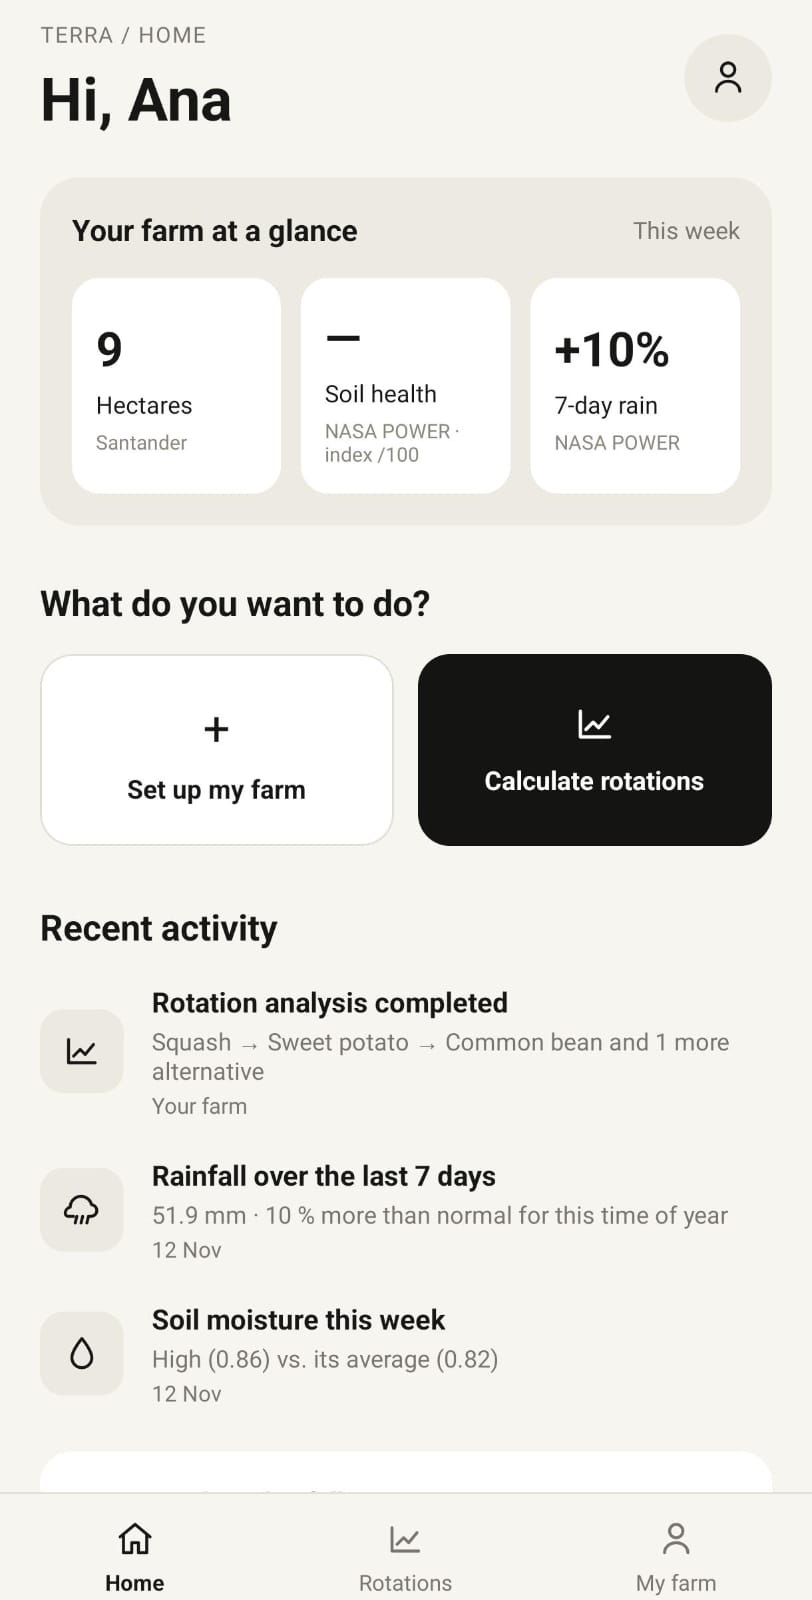 TERRA / HOME
Hi, Ana
Your farm at a glance
This week
9
Hectares
Santander
—
Soil health
NASA POWER ·
index /100
+10%
7-day rain
NASA POWER
What do you want to do?
+
Set up my farm
Calculate rotations
Recent activity
Rotation analysis completed
Squash → Sweet potato → Common bean and 1 more
alternative
Your farm
Rainfall over the last 7 days
51.9 mm · 10 % more than normal for this time of year
12 Nov
Soil moisture this week
High (0.86) vs. its average (0.82)
12 Nov
Home
Rotations
My farm